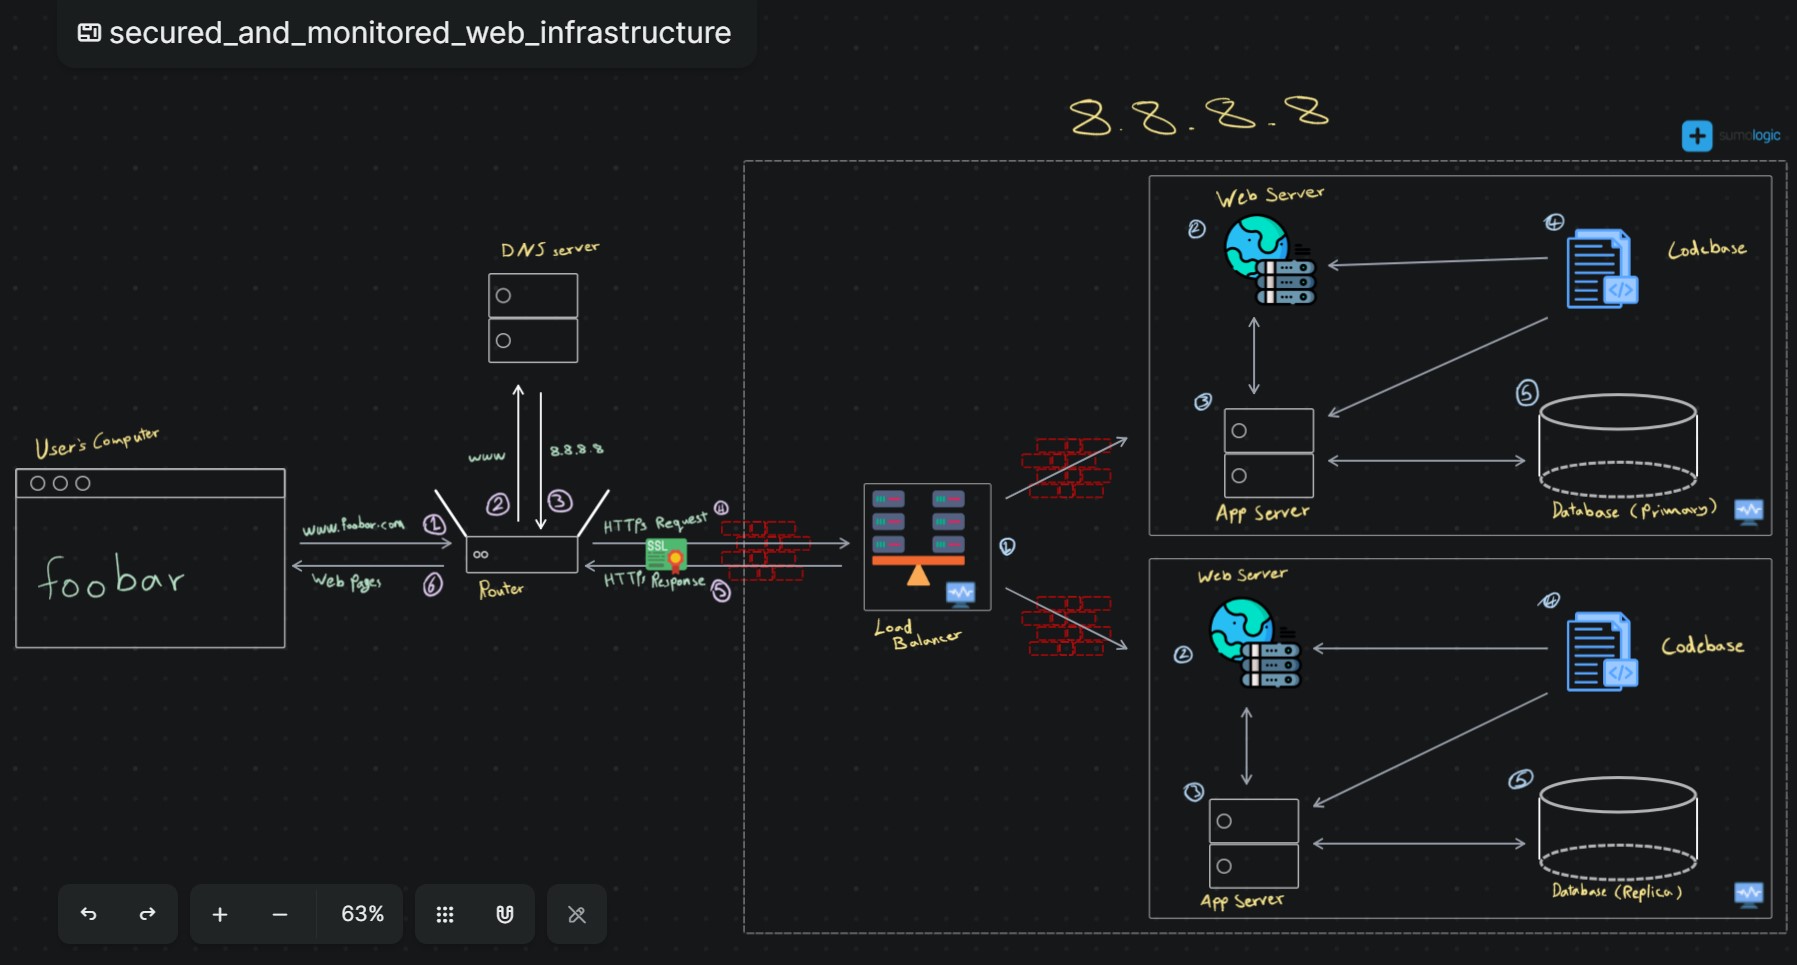 secured_and_monitored_web_infrastructure
8.8.8.8
sumologic
Web Server
2
4
Codebase
DNS server
3
5
User's Computer
www
8.8.8.8
2
3
App Server
Database (Primary)
www.foobar.com
1
HTTPs Request
4
SSL
1
foobar
Web Pages
6
Router
HTTPs Response
5
Load
Balancer
Web Server
2
4
Codebase
3
5
App Server
Database (Replica)
63%